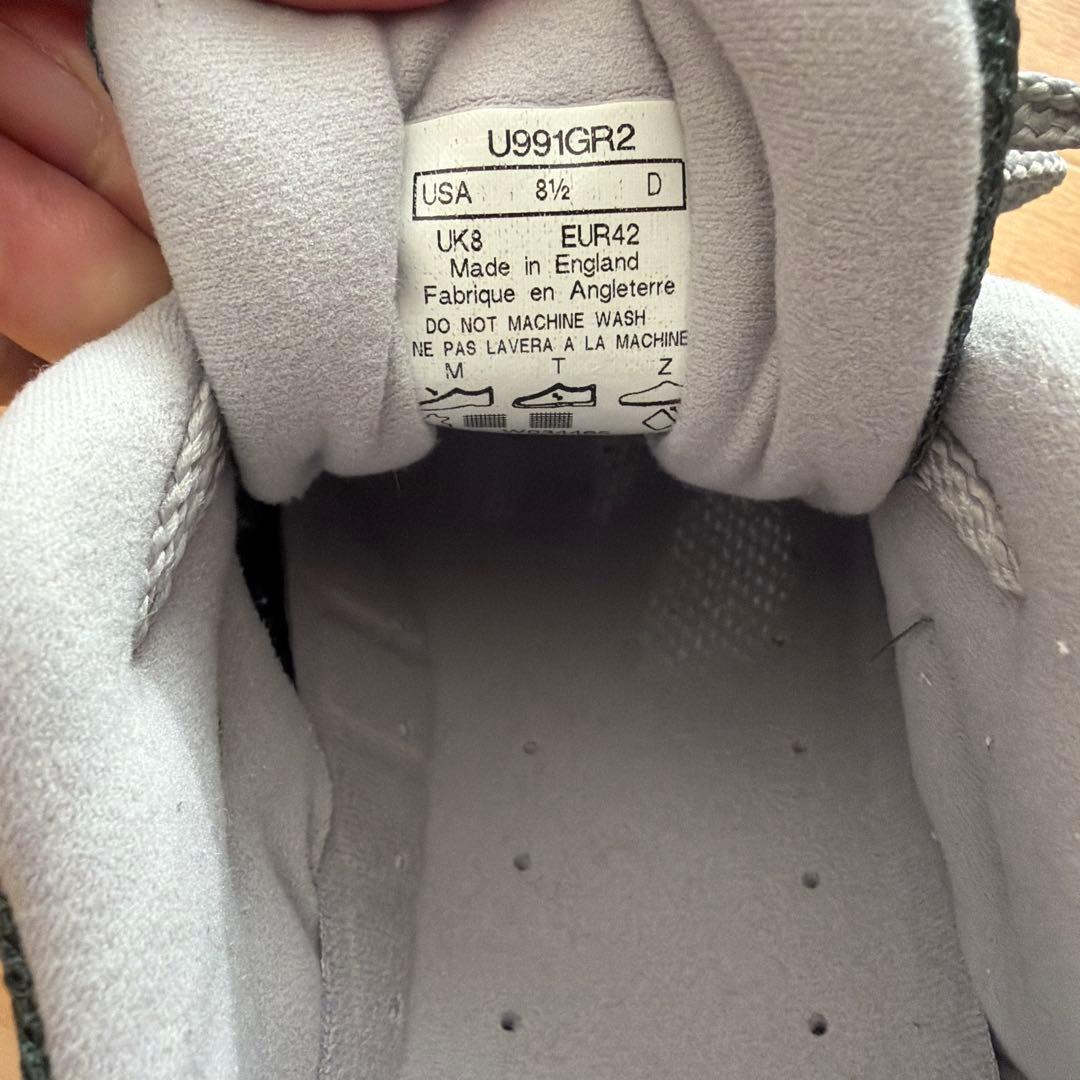 U991GR2
USA 8½ D
UK8 EUR42
Made in England
Fabrique en Angleterre
DO NOT MACHINE WASH
NE PAS LAVERA A LA MACHINE
M T Z